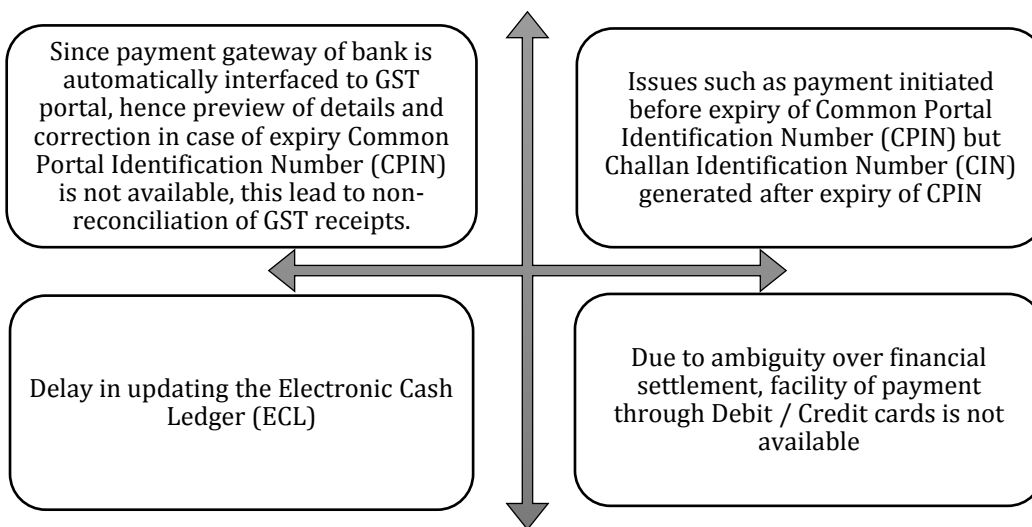 Since payment gateway of bank is
automatically interfaced to GST
portal, hence preview of details and
correction in case of expiry Common
Portal Identification Number (CPIN)
is not available, this lead to non-
reconciliation of GST receipts.
Issues such as payment initiated
before expiry of Common Portal
Identification Number (CPIN) but
Challan Identification Number (CIN)
generated after expiry of CPIN
Delay in updating the Electronic Cash
Ledger (ECL)
Due to ambiguity over financial
settlement, facility of payment
through Debit / Credit cards is not
available